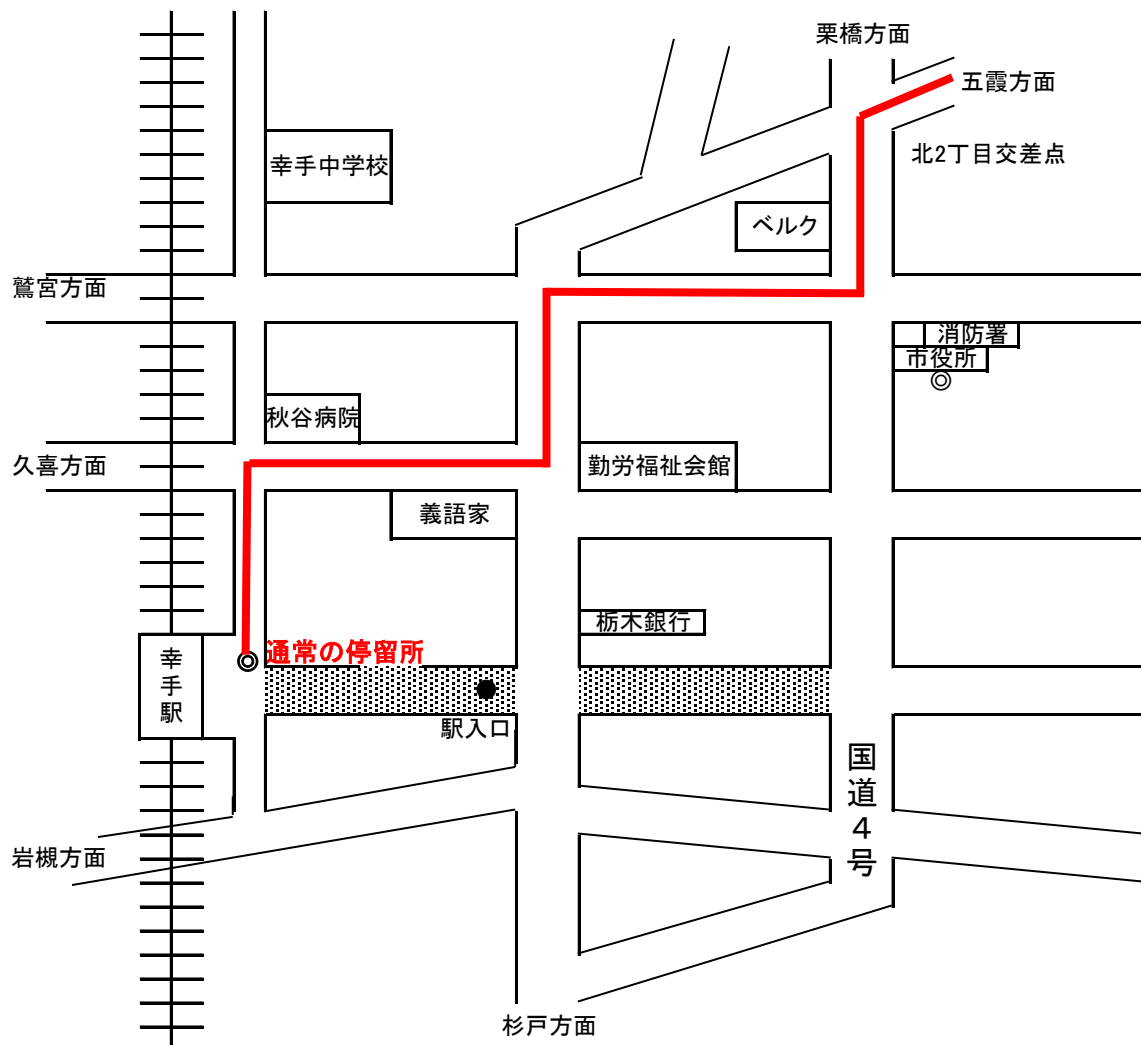 栗橋方面
五霞方面
北2丁目交差点
幸手中学校
ベルク
鷲宮方面
消防署
市役所
秋谷病院
久喜方面
勤労福祉会館
義語家
栃木銀行
通常の停留所
幸手駅
駅入口
国道4号
岩槻方面
杉戸方面